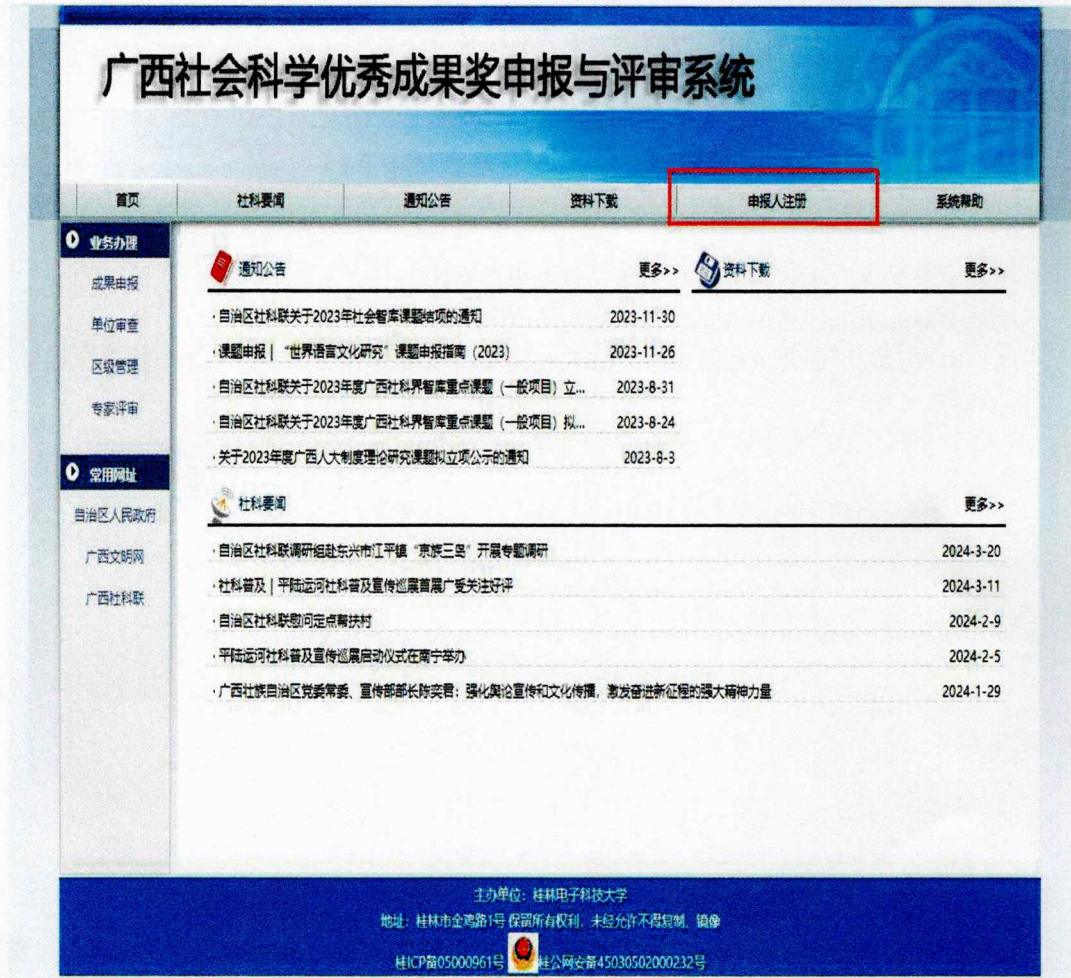 广西社会科学优秀成果奖申报与评审系统
首页 社科要闻 通知公告 资料下载 申报人注册 系统帮助
业务办理
成果申报
单位审查
区级管理
专家评审
常用网址
自治区人民政府
广西文明网
广西社科联
通知公告 更多>>
·自治区社科联关于2023年社会智库课题结项的通知 2023-11-30
·课题申报 | “世界语言文化研究”课题申报指南（2023） 2023-11-26
·自治区社科联关于2023年度广西社科界智库重点课题（一般项目）立... 2023-8-31
·自治区社科联关于2023年度广西社科界智库重点课题（一般项目）拟... 2023-8-24
·关于2023年度广西人大制度理论研究课题拟立项公示的通知 2023-8-3
资料下载 更多>>
社科要闻 更多>>
·自治区社科联调研组赴东兴市江平镇“京族三岛”开展专题调研 2024-3-20
·社科普及 | 平陆运河社科普及宣传巡展首展广受关注好评 2024-3-11
·自治区社科联慰问定点帮扶村 2024-2-9
·平陆运河社科普及宣传巡展启动仪式在南宁举办 2024-2-5
·广西壮族自治区党委常委、宣传部部长陈奕君：强化舆论宣传和文化传播，激发奋进新征程的强大精神力量 2024-1-29
主办单位：桂林电子科技大学
地址：桂林市金鸡路1号 保留所有权利，未经允许不得复制、镜像
桂ICP备05000961号 桂公网安备45030502000232号